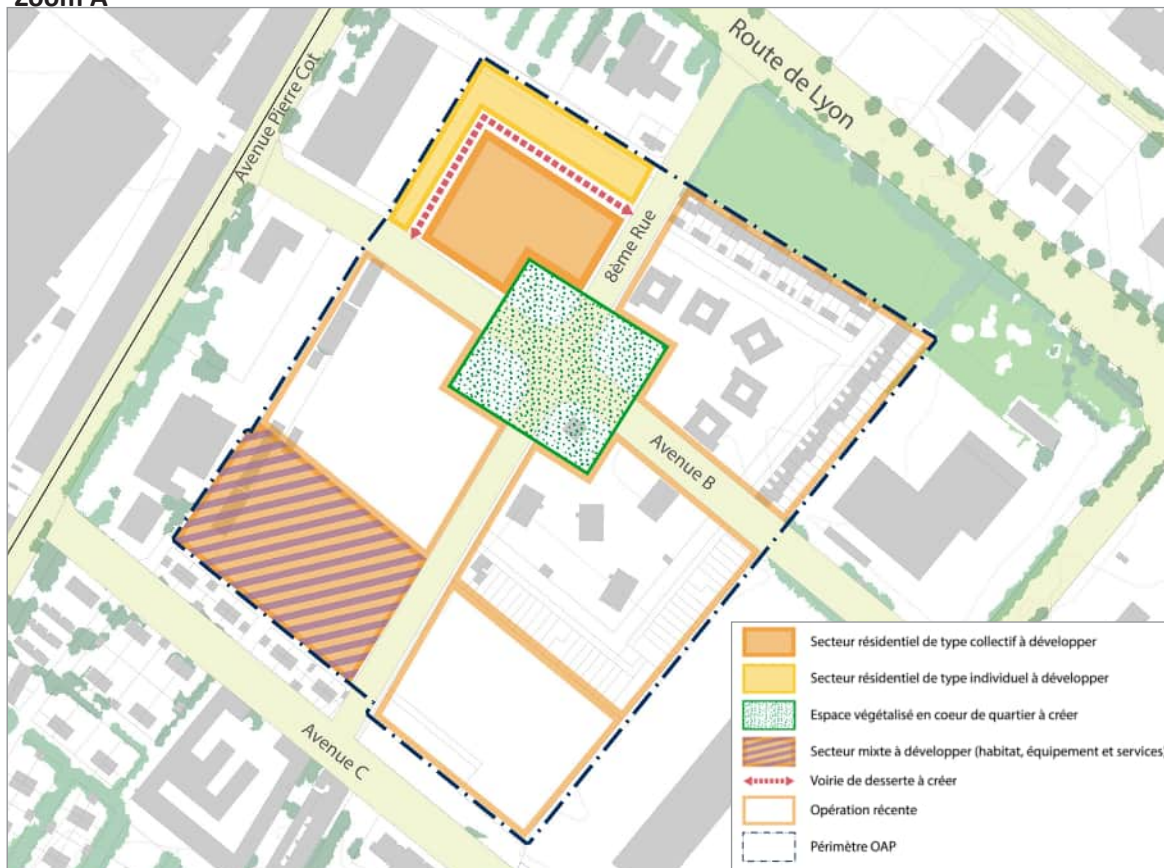 zoom A
Route de Lyon
Avenue Pierre Cot
8ème Rue
Avenue B
Avenue C
Secteur résidentiel de type collectif à développer
Secteur résidentiel de type individuel à développer
Espace végétalisé en coeur de quartier à créer
Secteur mixte à développer (habitat, équipement et services)
Voirie de desserte à créer
Opération récente
Périmètre OAP